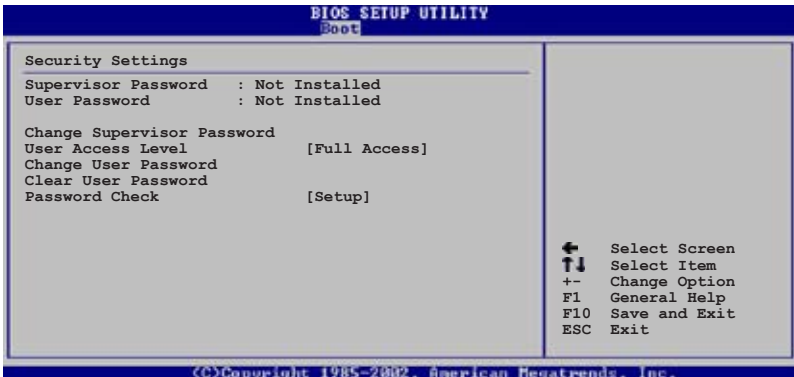 BIOS SETUP UTILITY
Boot
Security Settings
Supervisor Password : Not Installed
User Password : Not Installed
Change Supervisor Password
User Access Level [Full Access]
Change User Password
Clear User Password
Password Check [Setup]
← Select Screen
↑↓ Select Item
+- Change Option
F1 General Help
F10 Save and Exit
ESC Exit
(C)Copyright 1985-2002, American Megatrends, Inc.